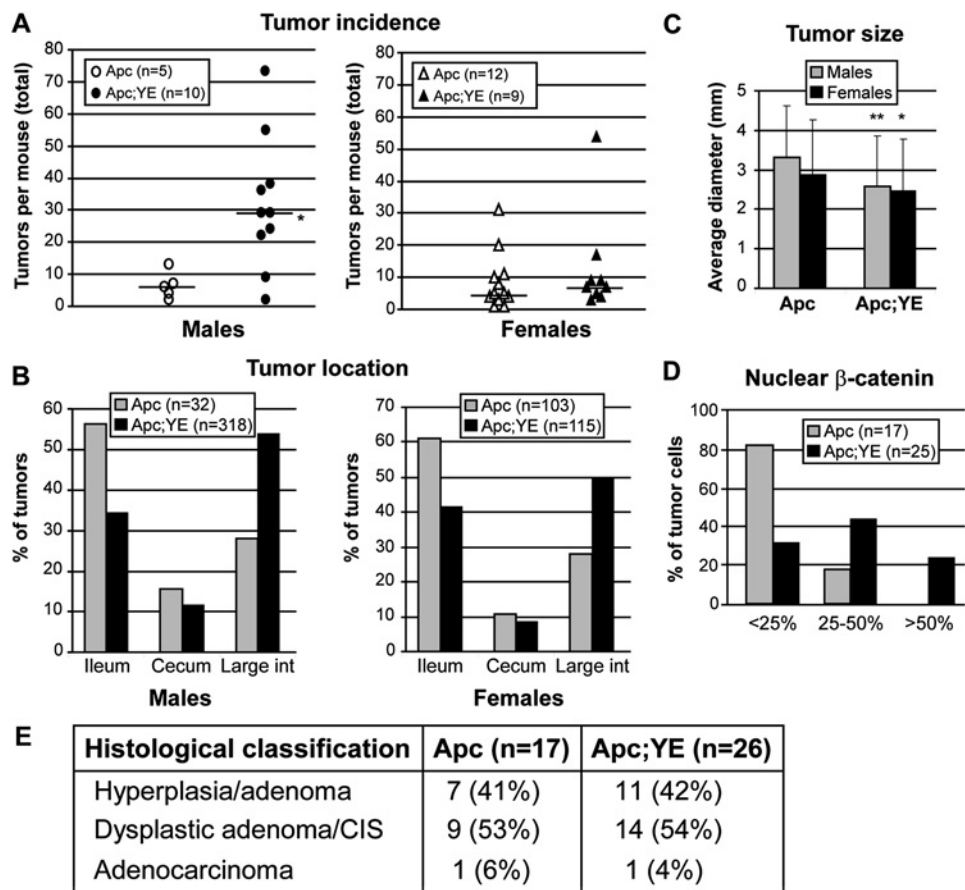 A
Tumor incidence
Tumors per mouse (total)
80
70
60
50
40
30
20
10
0
Apc (n=5)
Apc;YE (n=10)
*
Males
Tumors per mouse (total)
80
70
60
50
40
30
20
10
0
Apc (n=12)
Apc;YE (n=9)
Females
C
Tumor size
Males
Females
Average diameter (mm)
5
4
3
2
1
0
** *
Apc Apc;YE
B
Tumor location
% of tumors
60
50
40
30
20
10
0
Apc (n=32)
Apc;YE (n=318)
Ileum Cecum Large int
Males
% of tumors
70
60
50
40
30
20
10
0
Apc (n=103)
Apc;YE (n=115)
Ileum Cecum Large int
Females
D
Nuclear β-catenin
% of tumor cells
100
80
60
40
20
0
Apc (n=17)
Apc;YE (n=25)
<25% 25-50% >50%
E
Histological classification Apc (n=17) Apc;YE (n=26)
Hyperplasia/adenoma 7 (41%) 11 (42%)
Dysplastic adenoma/CIS 9 (53%) 14 (54%)
Adenocarcinoma 1 (6%) 1 (4%)